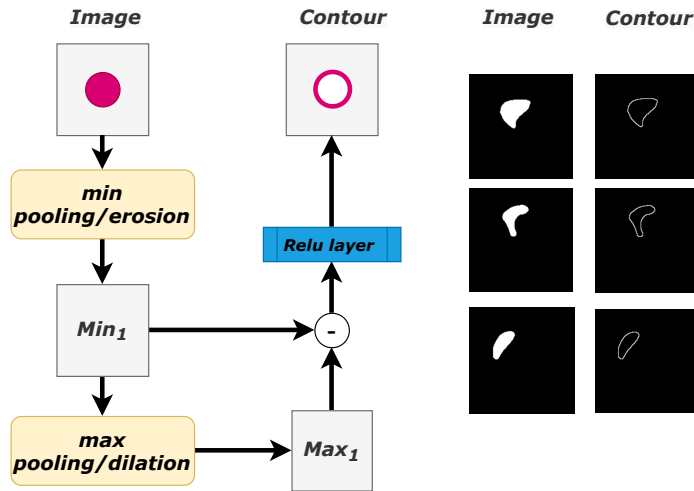 Image
Contour
Image
Contour
min
pooling/erosion
Relu layer
Min1
-
max
pooling/dilation
Max1